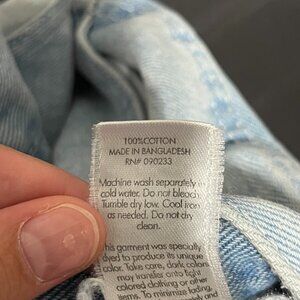 100%COTTON
MADE IN BANGLADESH
RN# 090233
Machine wash separately in
cold water. Do not bleach.
Tumble dry low. Cool iron
as needed. Do not dry
clean.
This garment was specially
dyed to produce its unique
color. Take care, dark colors
may transfer onto light
colored clothing or other
items. To minimize fading